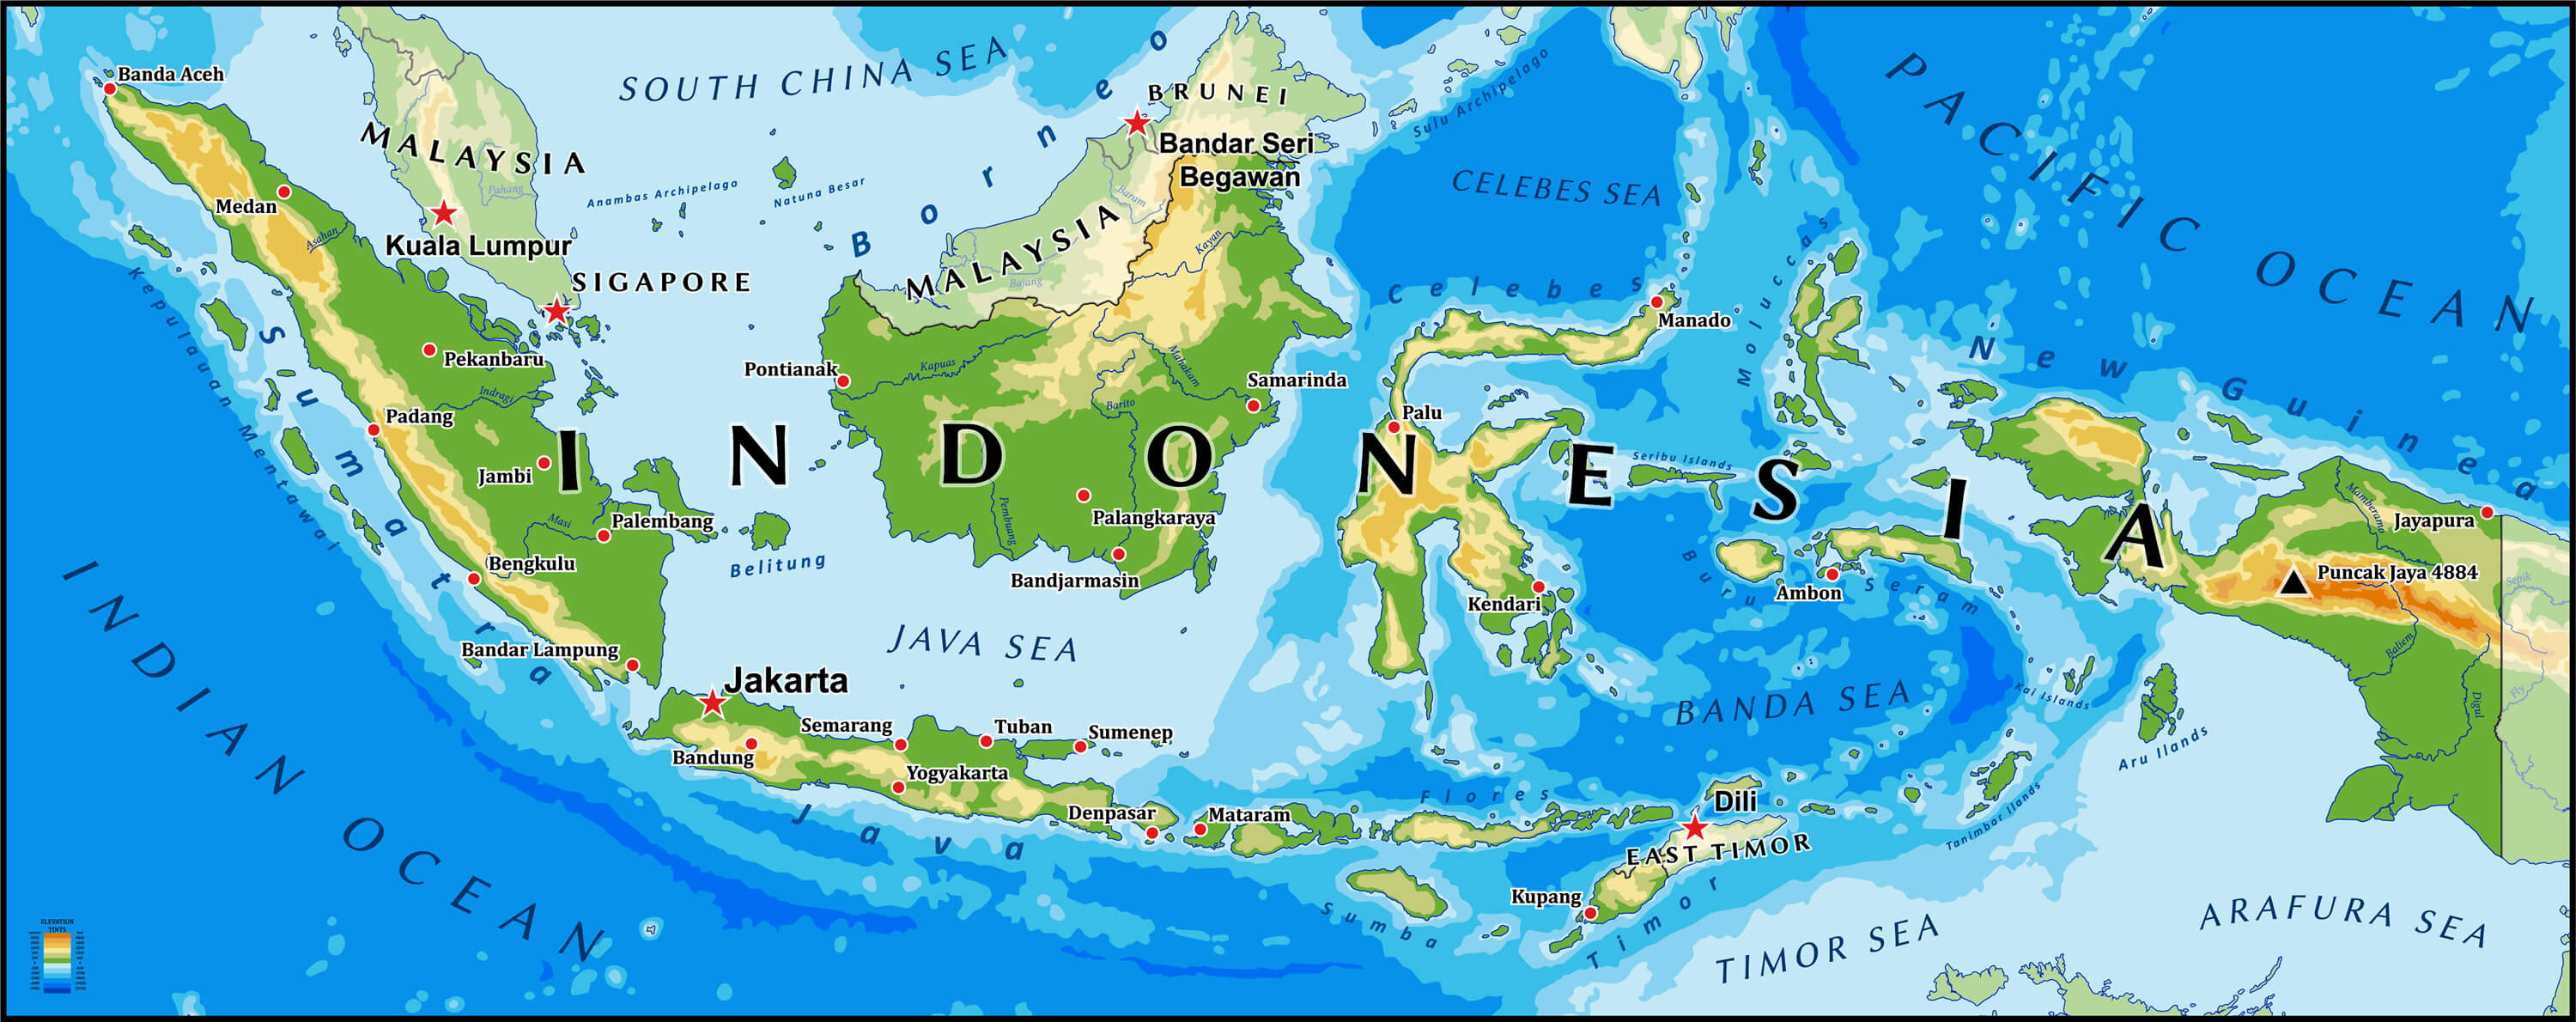 Banda Aceh
SOUTH CHINA SEA
Borneo
BRUNEI
Bandar Seri
Begawan
Sulu Archipelago
PACIFIC OCEAN
MALAYSIA
Pahang
Medan
Asahan
Kuala Lumpur
Anambas Archipelago
Natuna Besar
Baram
CELEBES SEA
MALAYSIA
Bajang
Kayan
SIGAPORE
Kepulauan Mentawai
Sumatra
Celebes
Manado
Moluccas
New Guinea
Pekanbaru
Indragi
Pontianak
Kapuas
Mahakam
Samarinda
Barito
Padang
Palu
INDONESIA
Jambi
Seribu Islands
Mamberamo
Masi
Palembang
Pembuang
Palangkaraya
Jayapura
Bengkulu
Belitung
Bandjarmasin
Kendari
Buru
Ambon
Seram
Puncak Jaya 4884
Sepik
INDIAN OCEAN
Bandar Lampung
JAVA SEA
Baliem
Jakarta
BANDA SEA
Kai Islands
Digul
Fly
Semarang
Tuban
Sumenep
Aru Ilands
Bandung
Yogyakarta
Java
Denpasar
Mataram
Flores
Dili
EAST TIMOR
Tanimbar Ilands
Sumba
Kupang
Timor
TIMOR SEA
ARAFURA SEA
ELEVATION
TINTS